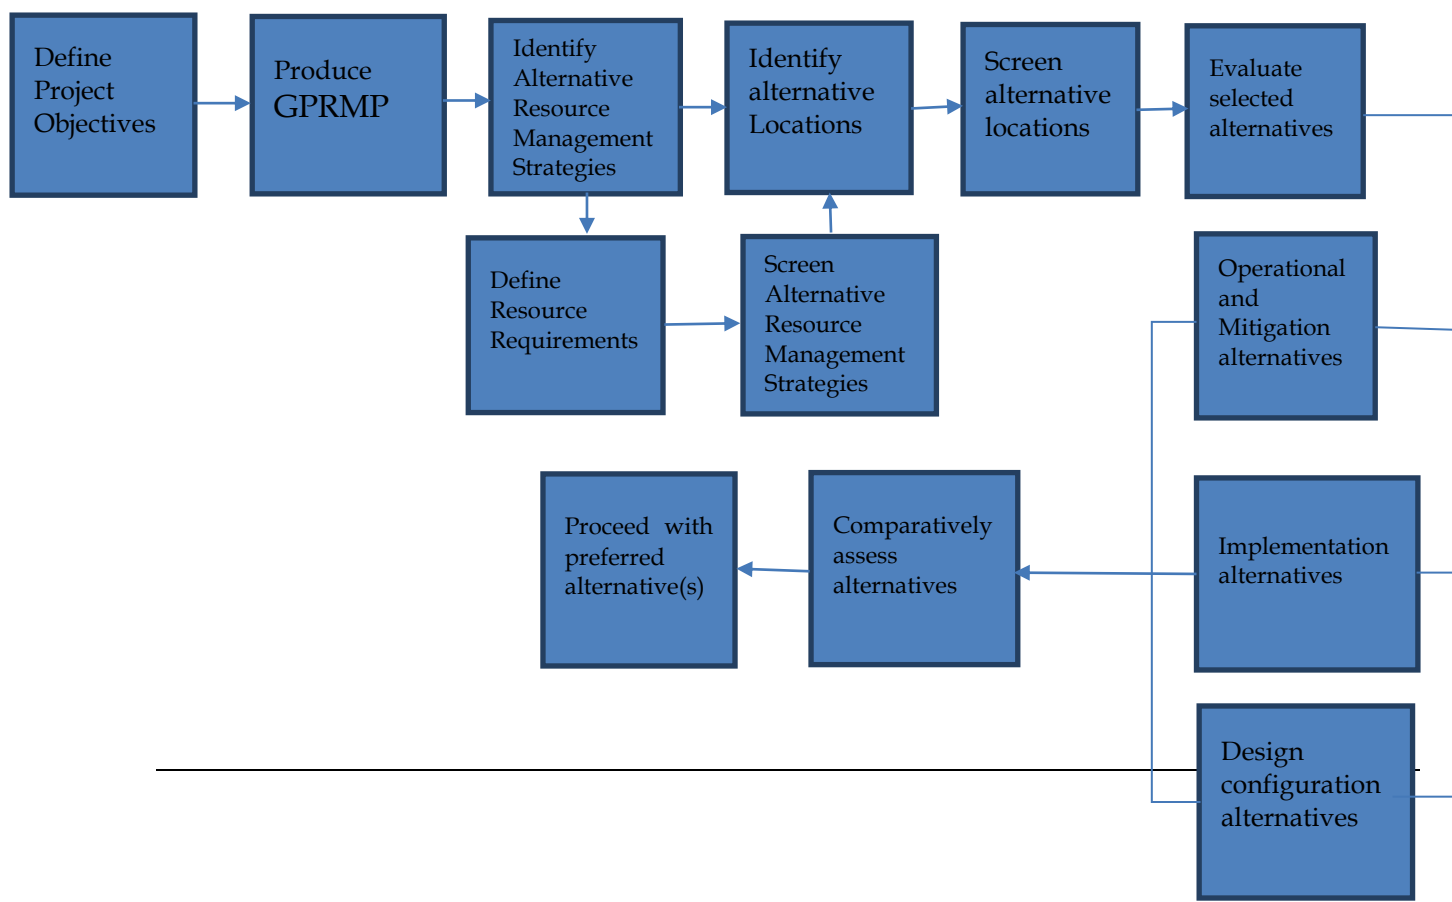 Define
Project
Objectives
Produce
GPRMP
Identify
Alternative
Resource
Management
Strategies
Identify
alternative
Locations
Screen
alternative
locations
Evaluate
selected
alternatives
Define
Resource
Requirements
Screen
Alternative
Resource
Management
Strategies
Operational
and
Mitigation
alternatives
Proceed with
preferred
alternative(s)
Comparatively
assess
alternatives
Implementation
alternatives
Design
configuration
alternatives